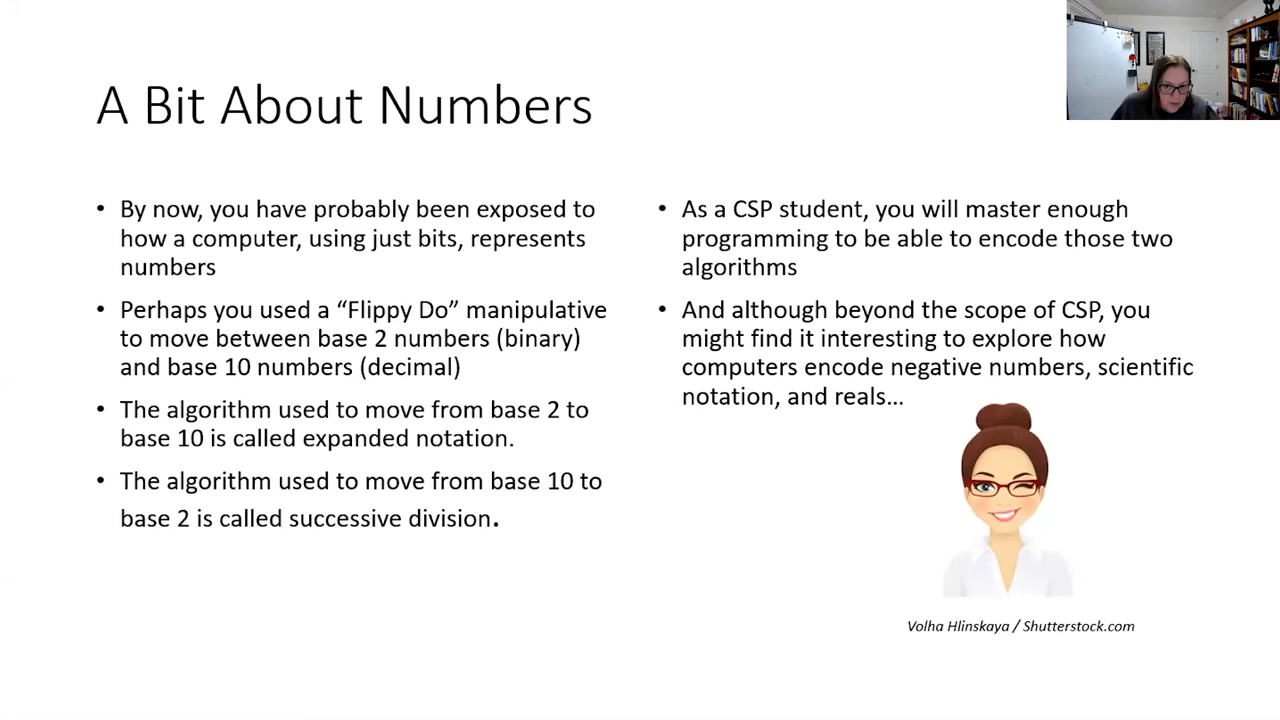 A Bit About Numbers
• By now, you have probably been exposed to
how a computer, using just bits, represents
numbers
• Perhaps you used a “Flippy Do” manipulative
to move between base 2 numbers (binary)
and base 10 numbers (decimal)
• The algorithm used to move from base 2 to
base 10 is called expanded notation.
• The algorithm used to move from base 10 to
base 2 is called successive division.
• As a CSP student, you will master enough
programming to be able to encode those two
algorithms
• And although beyond the scope of CSP, you
might find it interesting to explore how
computers encode negative numbers, scientific
notation, and reals…
Volha Hlinskaya / Shutterstock.com